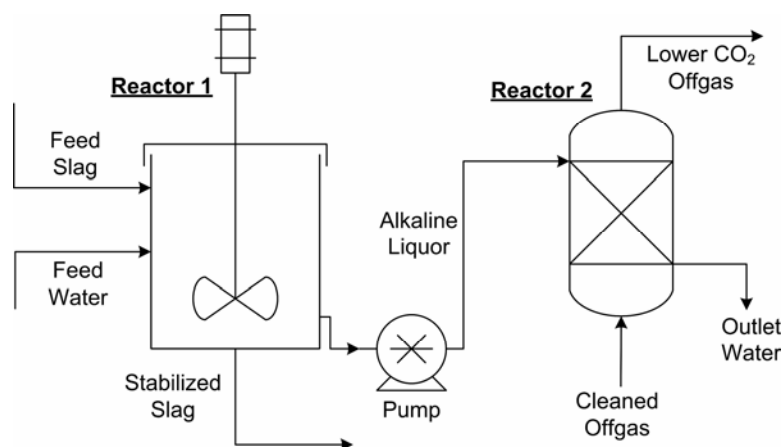 Reactor 1
Feed
Slag
Feed
Water
Stabilized
Slag
Pump
Alkaline
Liquor
Reactor 2
Lower CO₂
Offgas
Outlet
Water
Cleaned
Offgas